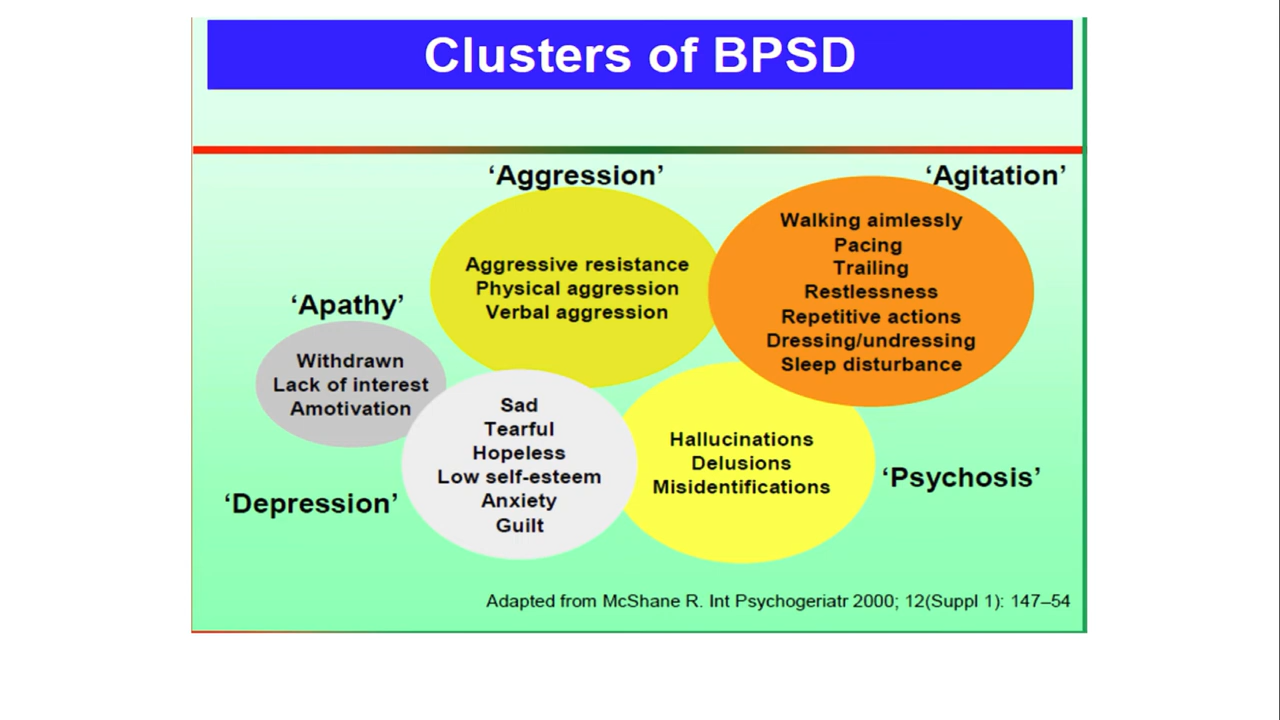 Clusters of BPSD
‘Aggression’
Aggressive resistance
Physical aggression
Verbal aggression
‘Agitation’
Walking aimlessly
Pacing
Trailing
Restlessness
Repetitive actions
Dressing/undressing
Sleep disturbance
‘Apathy’
Withdrawn
Lack of interest
Amotivation
‘Depression’
Sad
Tearful
Hopeless
Low self-esteem
Anxiety
Guilt
Hallucinations
Delusions
Misidentifications
‘Psychosis’
Adapted from McShane R. Int Psychogeriatr 2000; 12(Suppl 1): 147–54